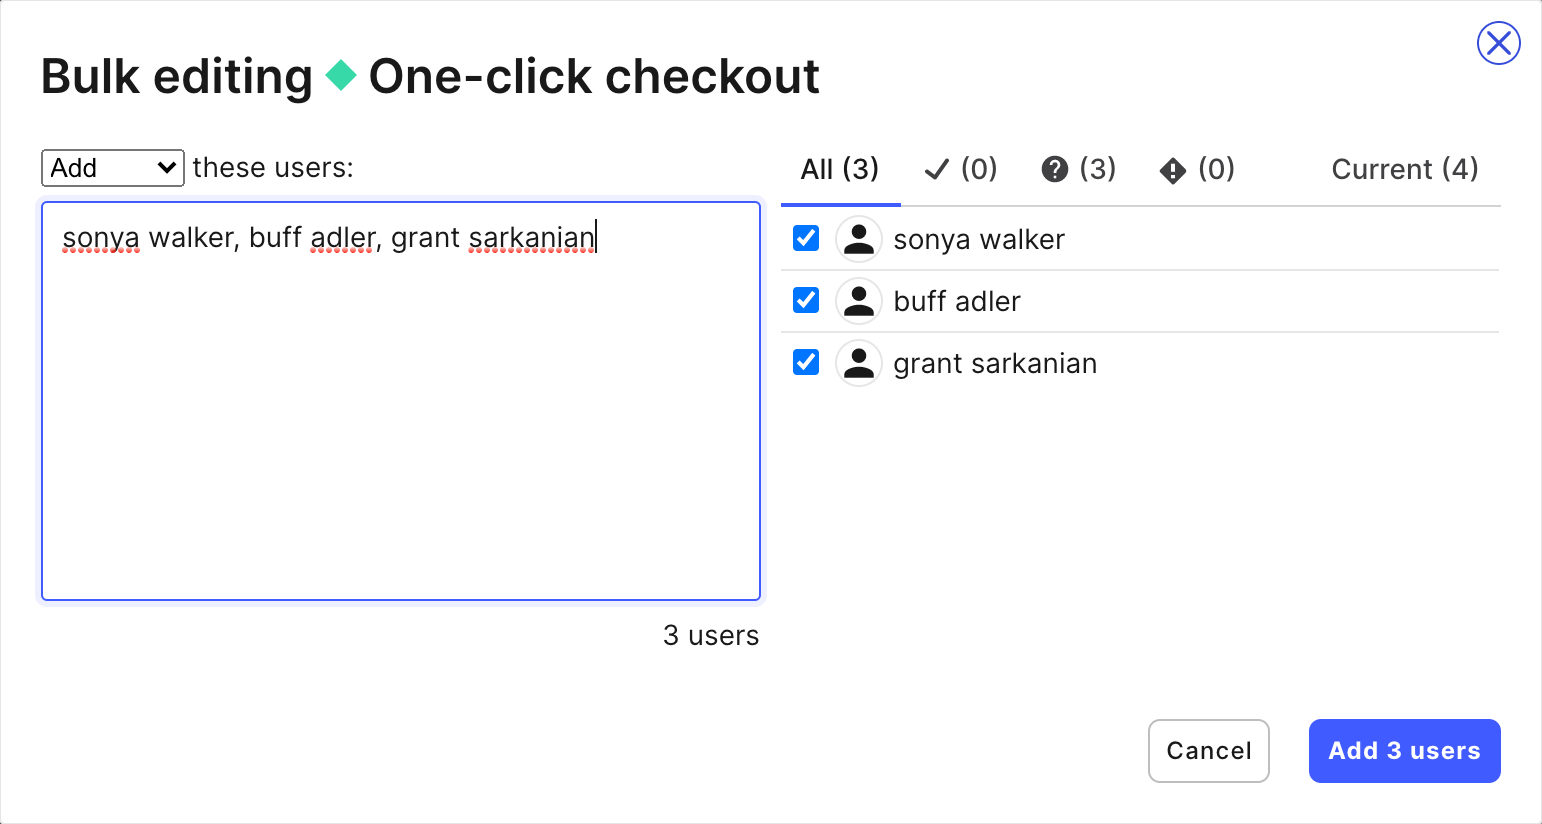 Bulk editing One-click checkout
Add these users:
sonya walker, buff adler, grant sarkanian
3 users
All (3) (0) (3) (0) Current (4)
sonya walker
buff adler
grant sarkanian
Cancel Add 3 users